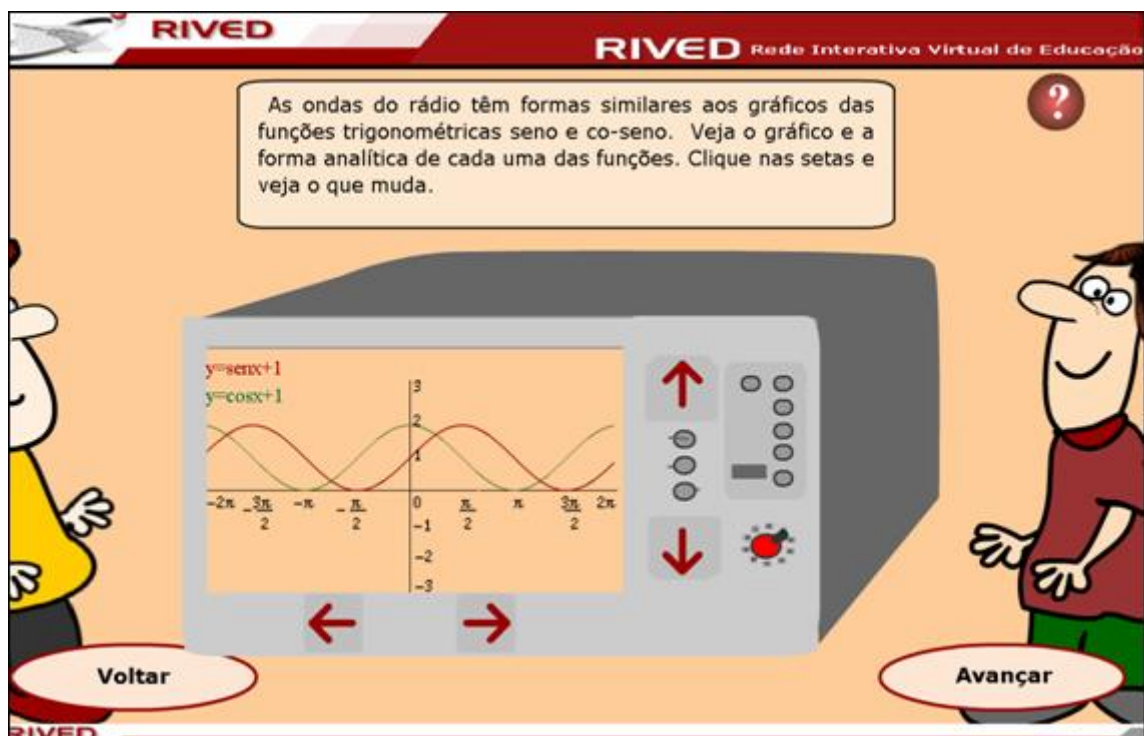 RIVED
RIVED Rede Interativa Virtual de Educação
?
As ondas do rádio têm formas similares aos gráficos das
funções trigonométricas seno e co-seno. Veja o gráfico e a
forma analítica de cada uma das funções. Clique nas setas e
veja o que muda.
y=senx+1
y=cosx+1
3
2
1
-2π -3π/2 -π -π/2 0 π/2 π 3π/2 2π
-1
-2
-3
Voltar
Avançar
RIVED